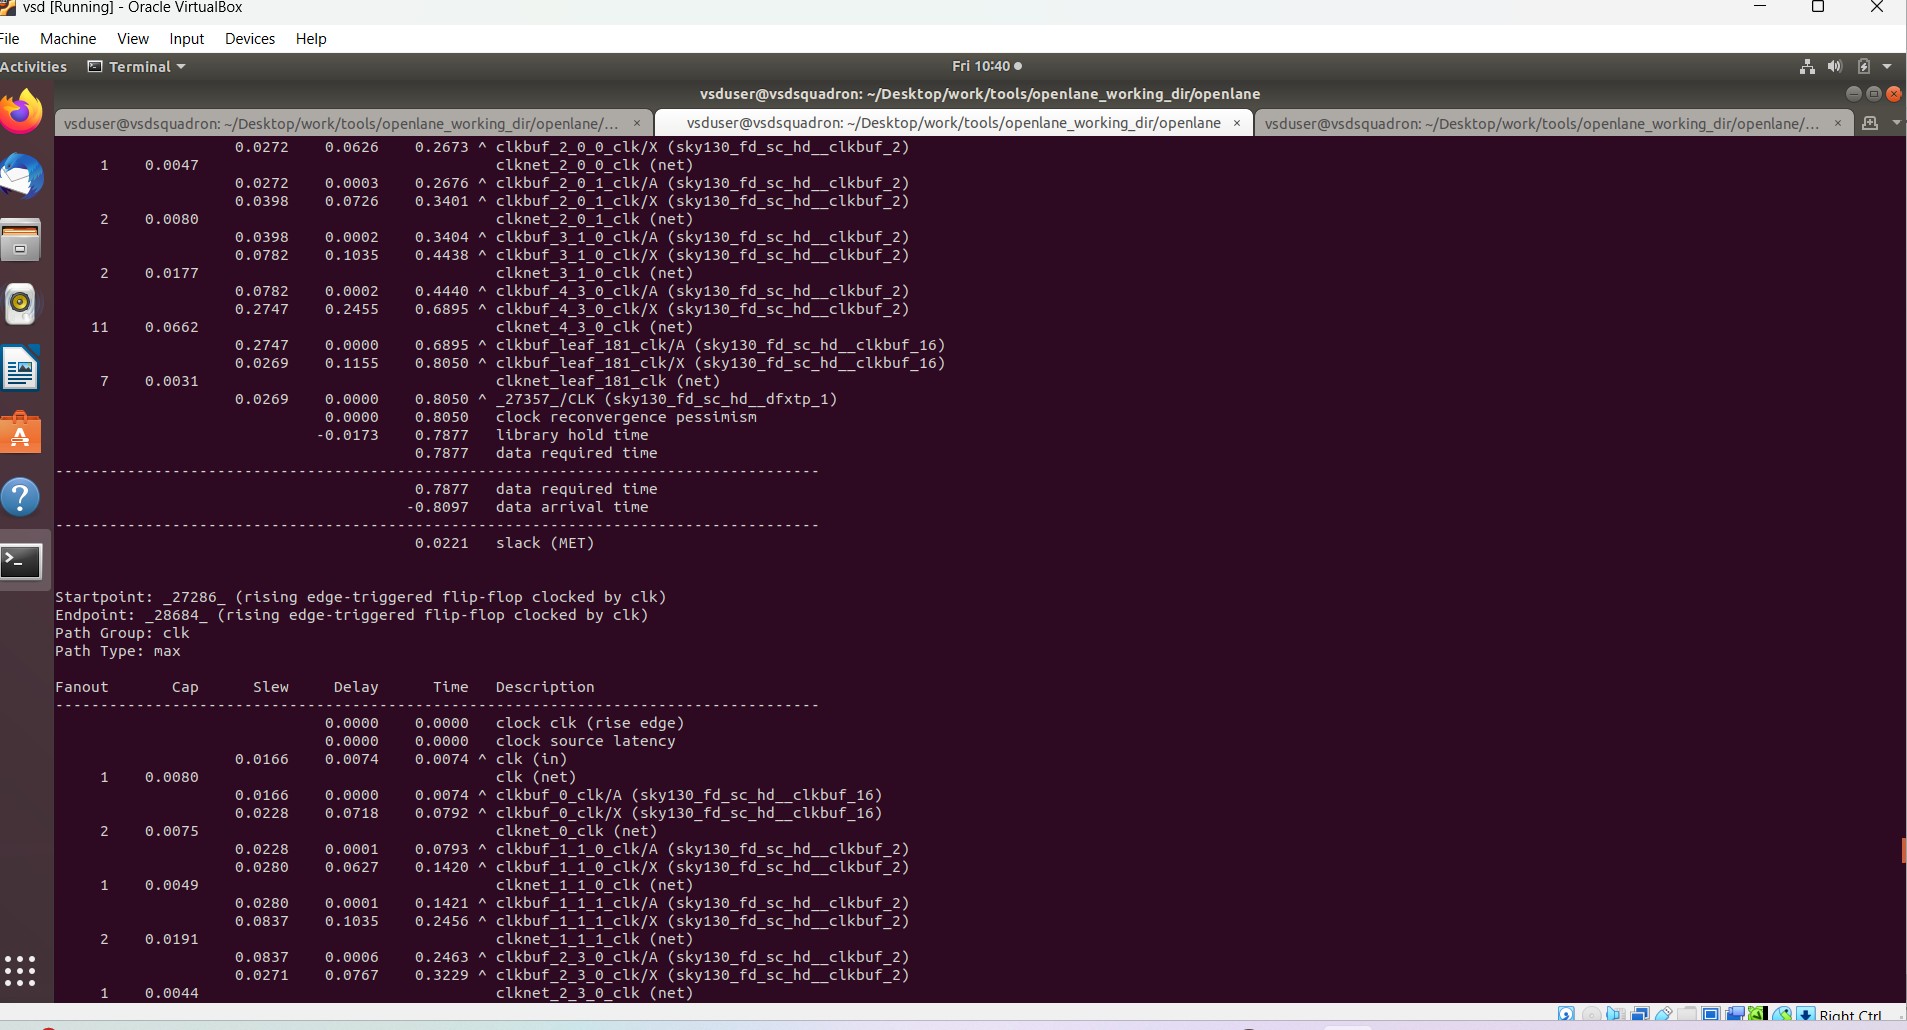 vsd [Running] - Oracle VirtualBox
File Machine View Input Devices Help
Activities Terminal Fri 10:40
vsduser@vsdsquadron: ~/Desktop/work/tools/openlane_working_dir/openlane
vsduser@vsdsquadron: ~/Desktop/work/tools/openlane_working_dir/openlane/... × vsduser@vsdsquadron: ~/Desktop/work/tools/openlane_working_dir/openlane × vsduser@vsdsquadron: ~/Desktop/work/tools/openlane_working_dir/openlane/... ×
0.0272 0.0626 0.2673 ^ clkbuf_2_0_0_clk/X (sky130_fd_sc_hd__clkbuf_2)
1 0.0047 clknet_2_0_0_clk (net)
0.0272 0.0003 0.2676 ^ clkbuf_2_0_1_clk/A (sky130_fd_sc_hd__clkbuf_2)
0.0398 0.0726 0.3401 ^ clkbuf_2_0_1_clk/X (sky130_fd_sc_hd__clkbuf_2)
2 0.0080 clknet_2_0_1_clk (net)
0.0398 0.0002 0.3404 ^ clkbuf_3_1_0_clk/A (sky130_fd_sc_hd__clkbuf_2)
0.0782 0.1035 0.4438 ^ clkbuf_3_1_0_clk/X (sky130_fd_sc_hd__clkbuf_2)
2 0.0177 clknet_3_1_0_clk (net)
0.0782 0.0002 0.4440 ^ clkbuf_4_3_0_clk/A (sky130_fd_sc_hd__clkbuf_2)
0.2747 0.2455 0.6895 ^ clkbuf_4_3_0_clk/X (sky130_fd_sc_hd__clkbuf_2)
11 0.0662 clknet_4_3_0_clk (net)
0.2747 0.0000 0.6895 ^ clkbuf_leaf_181_clk/A (sky130_fd_sc_hd__clkbuf_16)
0.0269 0.1155 0.8050 ^ clkbuf_leaf_181_clk/X (sky130_fd_sc_hd__clkbuf_16)
7 0.0031 clknet_leaf_181_clk (net)
0.0269 0.0000 0.8050 ^ _27357_/CLK (sky130_fd_sc_hd__dfxtp_1)
0.0000 0.8050 clock reconvergence pessimism
-0.0173 0.7877 library hold time
0.7877 data required time
-------------------------------------------------------------------------------------
0.7877 data required time
-0.8097 data arrival time
-------------------------------------------------------------------------------------
0.0221 slack (MET)
Startpoint: _27286_ (rising edge-triggered flip-flop clocked by clk)
Endpoint: _28684_ (rising edge-triggered flip-flop clocked by clk)
Path Group: clk
Path Type: max
Fanout Cap Slew Delay Time Description
-------------------------------------------------------------------------------------
0.0000 0.0000 clock clk (rise edge)
0.0000 0.0000 clock source latency
0.0166 0.0074 0.0074 ^ clk (in)
1 0.0080 clk (net)
0.0166 0.0000 0.0074 ^ clkbuf_0_clk/A (sky130_fd_sc_hd__clkbuf_16)
0.0228 0.0718 0.0792 ^ clkbuf_0_clk/X (sky130_fd_sc_hd__clkbuf_16)
2 0.0075 clknet_0_clk (net)
0.0228 0.0001 0.0793 ^ clkbuf_1_1_0_clk/A (sky130_fd_sc_hd__clkbuf_2)
0.0280 0.0627 0.1420 ^ clkbuf_1_1_0_clk/X (sky130_fd_sc_hd__clkbuf_2)
1 0.0049 clknet_1_1_0_clk (net)
0.0280 0.0001 0.1421 ^ clkbuf_1_1_1_clk/A (sky130_fd_sc_hd__clkbuf_2)
0.0837 0.1035 0.2456 ^ clkbuf_1_1_1_clk/X (sky130_fd_sc_hd__clkbuf_2)
2 0.0191 clknet_1_1_1_clk (net)
0.0837 0.0006 0.2463 ^ clkbuf_2_3_0_clk/A (sky130_fd_sc_hd__clkbuf_2)
0.0271 0.0767 0.3229 ^ clkbuf_2_3_0_clk/X (sky130_fd_sc_hd__clkbuf_2)
1 0.0044 clknet_2_3_0_clk (net)
Right Ctrl